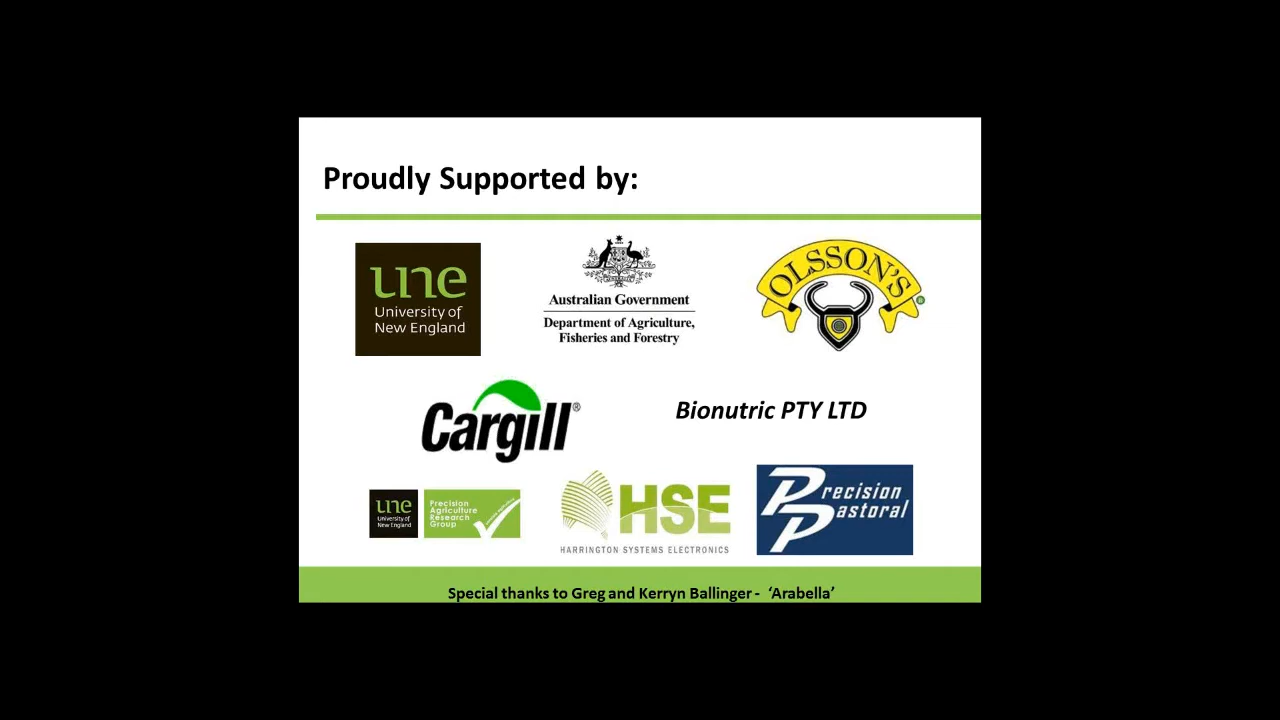 Proudly Supported by:
une
University of
New England
Australian Government
Department of Agriculture,
Fisheries and Forestry
OLSSON'S
®
Cargill®
Bionutric PTY LTD
une
University of
New England
Precision
Agriculture
Research
Group
HSE
HARRINGTON SYSTEMS ELECTRONICS
Precision
Pastoral
Special thanks to Greg and Kerryn Ballinger - ‘Arabella’